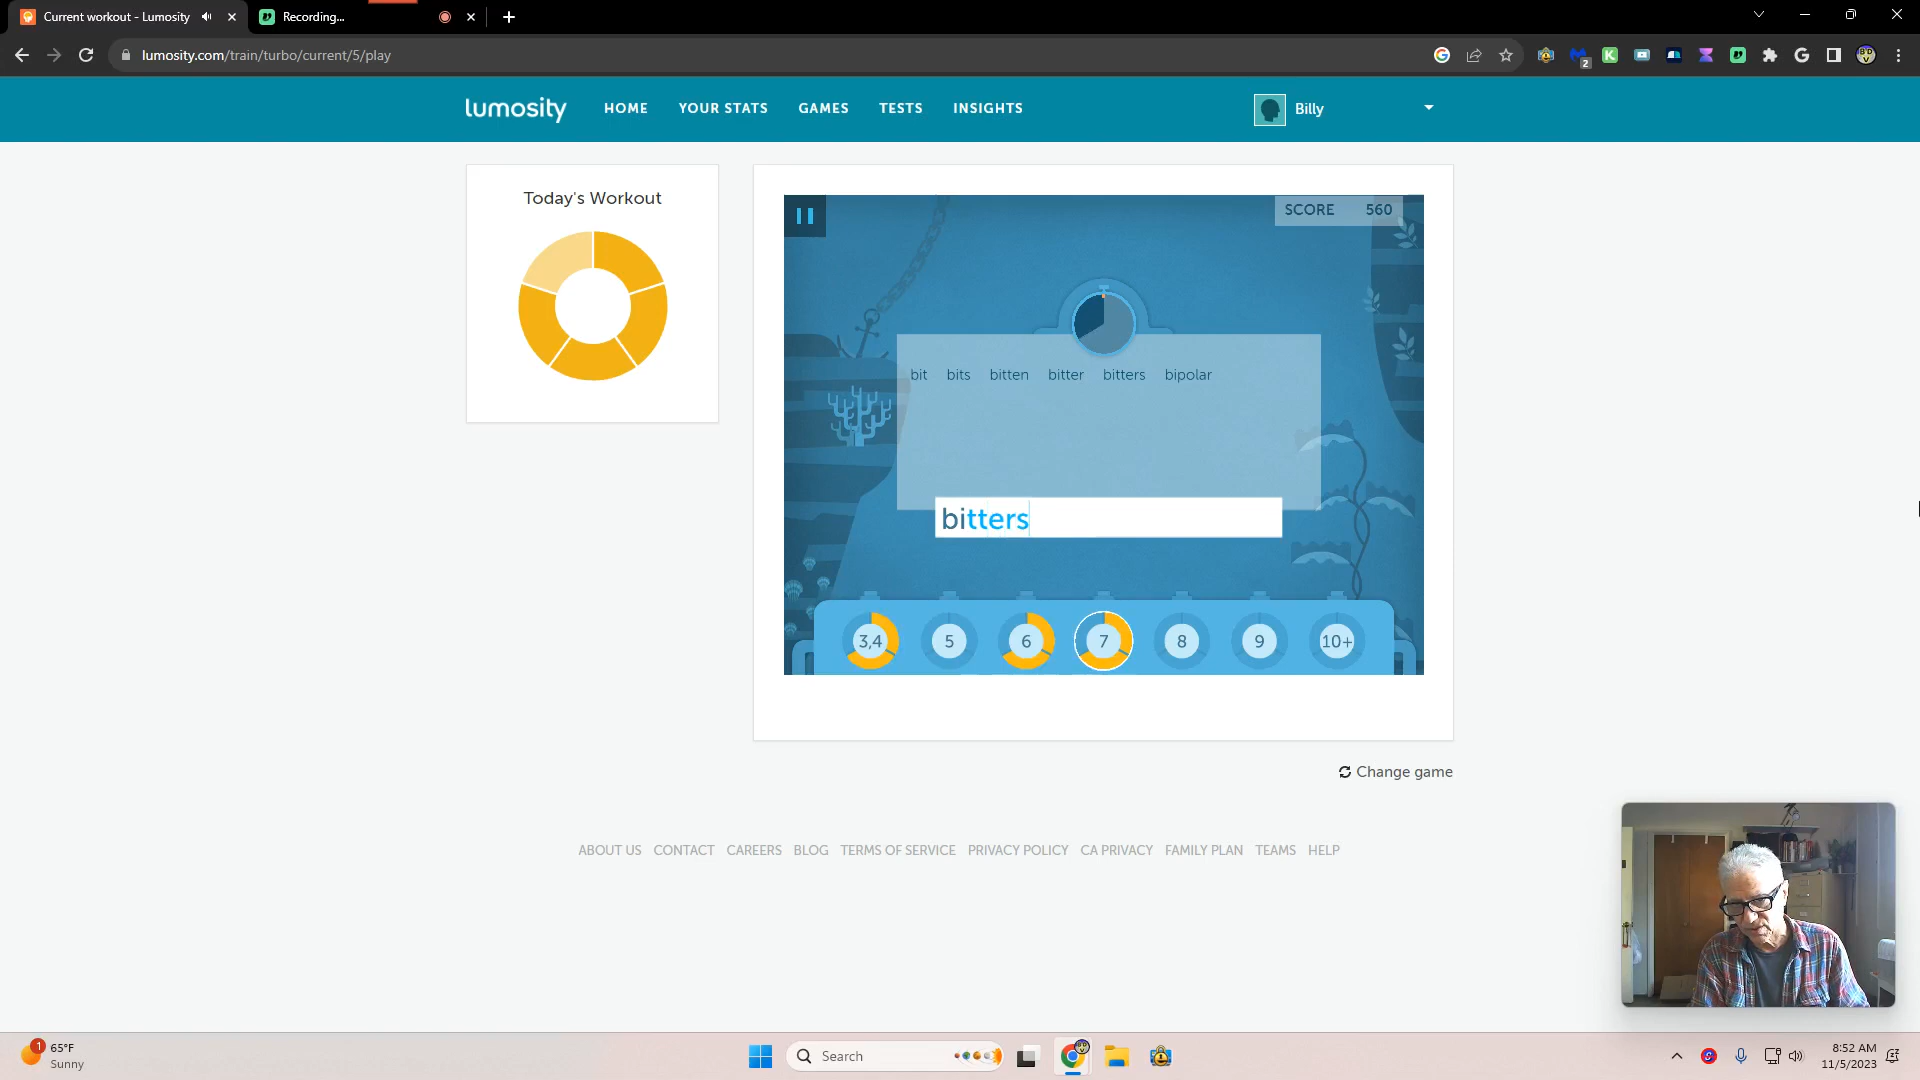 Current workout - Lumosity
Recording...
lumosity.com/train/turbo/current/5/play
2
lumosity HOME YOUR STATS GAMES TESTS INSIGHTS Billy
Today's Workout
SCORE 560
bit bits bitten bitter bitters bipolar
bitters
3,4 5 6 7 8 9 10+
Change game
ABOUT US CONTACT CAREERS BLOG TERMS OF SERVICE PRIVACY POLICY CA PRIVACY FAMILY PLAN TEAMS HELP
1
65°F
Sunny
Search
8:52 AM
11/5/2023